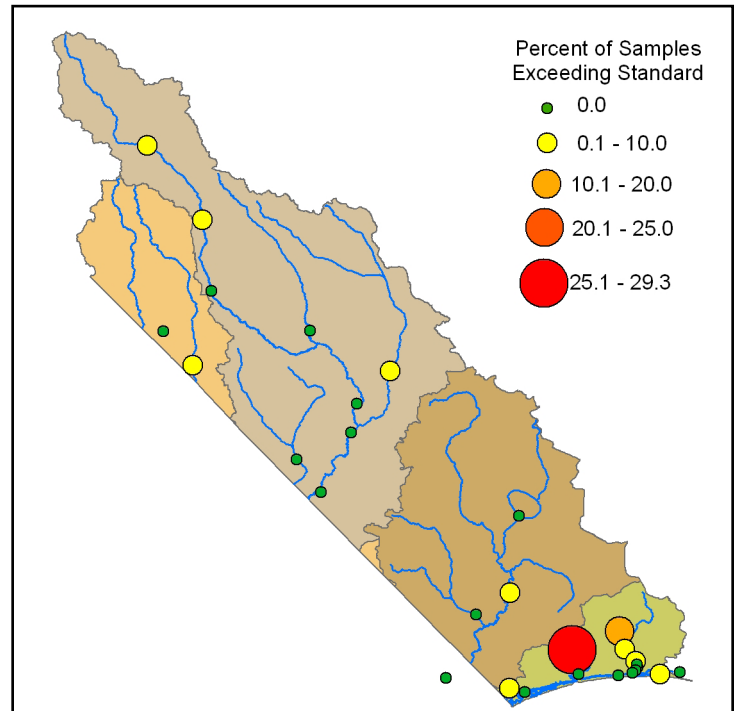 Percent of Samples
Exceeding Standard
0.0
0.1 - 10.0
10.1 - 20.0
20.1 - 25.0
25.1 - 29.3